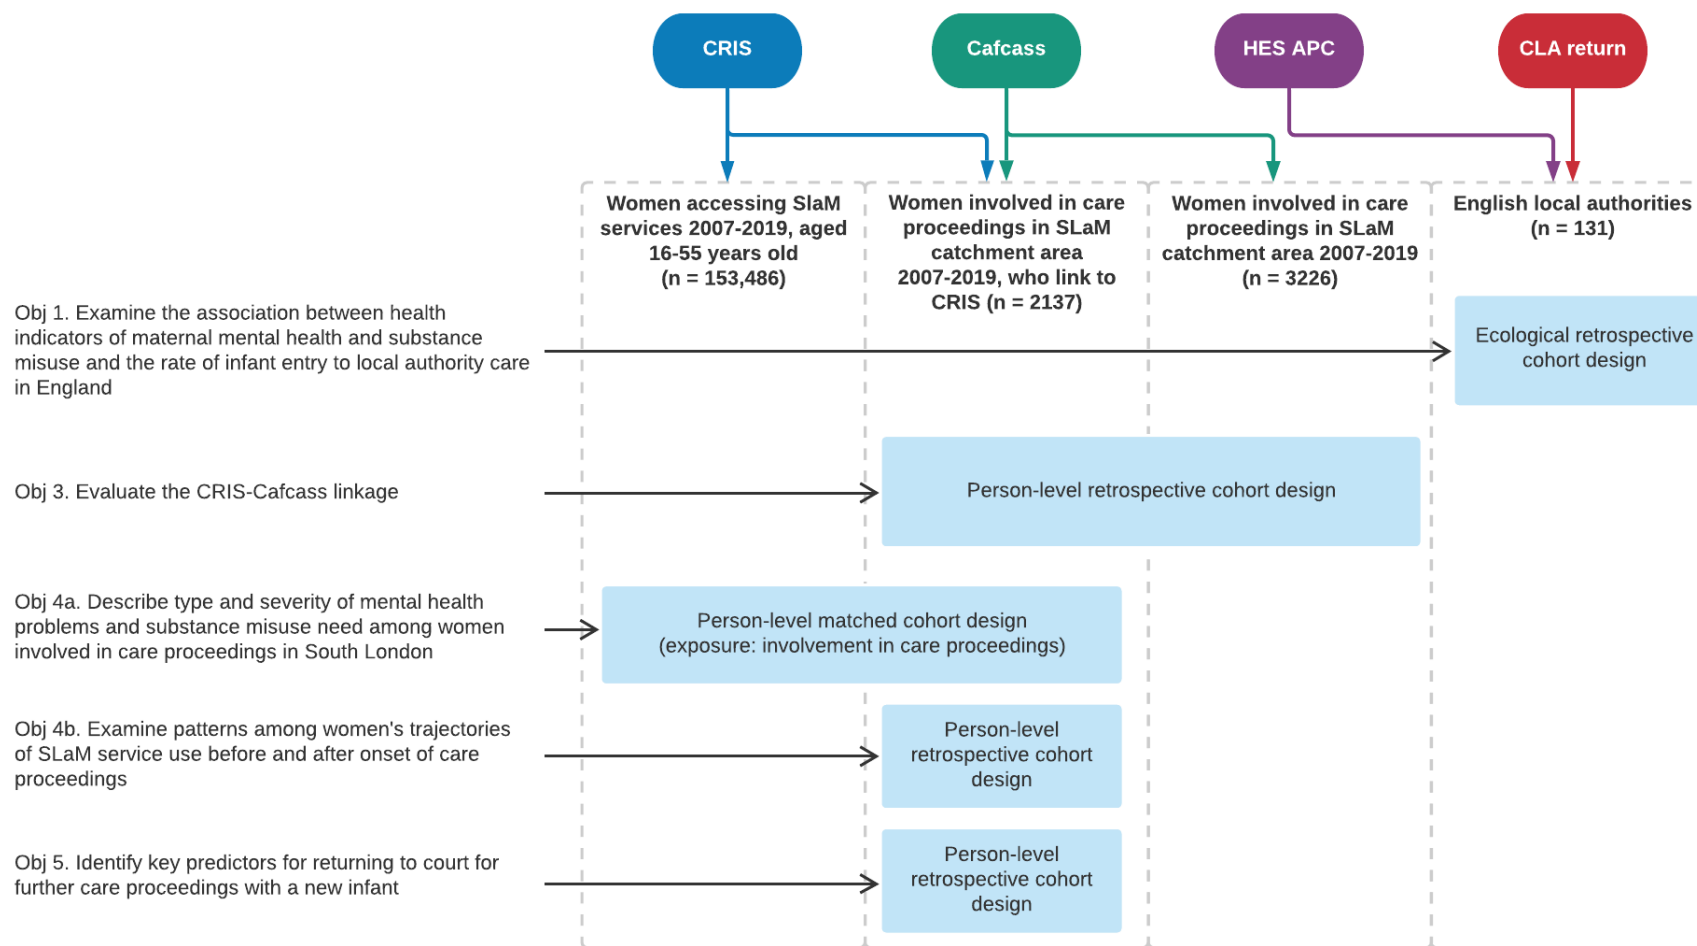 CRIS
Cafcass
HES APC
CLA return
Women accessing SlaM
services 2007-2019, aged
16-55 years old
(n = 153,486)
Women involved in care
proceedings in SLaM
catchment area
2007-2019, who link to
CRIS (n = 2137)
Women involved in care
proceedings in SLaM
catchment area 2007-2019
(n = 3226)
English local authorities
(n = 131)
Obj 1. Examine the association between health
indicators of maternal mental health and substance
misuse and the rate of infant entry to local authority care
in England
Ecological retrospective
cohort design
Obj 3. Evaluate the CRIS-Cafcass linkage
Person-level retrospective cohort design
Obj 4a. Describe type and severity of mental health
problems and substance misuse need among women
involved in care proceedings in South London
Person-level matched cohort design
(exposure: involvement in care proceedings)
Obj 4b. Examine patterns among women's trajectories
of SLaM service use before and after onset of care
proceedings
Person-level
retrospective cohort
design
Obj 5. Identify key predictors for returning to court for
further care proceedings with a new infant
Person-level
retrospective cohort
design